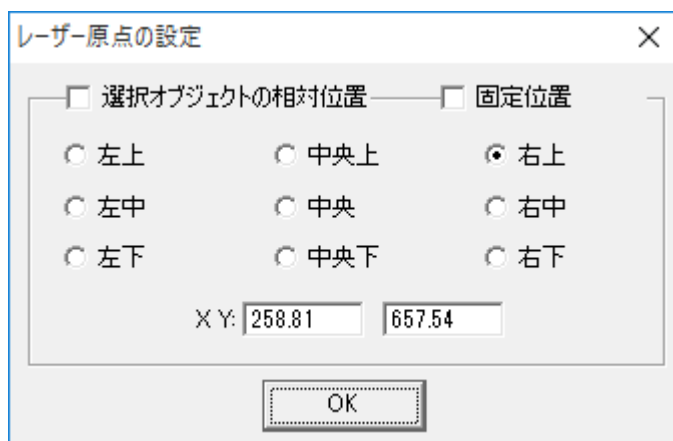 レーザー原点の設定
選択オブジェクトの相対位置 固定位置
左上 中央上 右上
左中 中央 右中
左下 中央下 右下
X Y: 258.81 657.54
OK